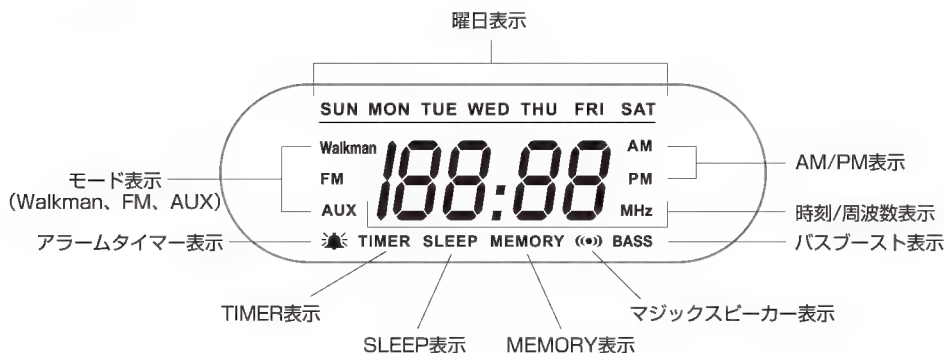 曜日表示
SUN MON TUE WED THU FRI SAT
Walkman
FM
AUX
188:88
AM
PM
MHz
モード表示
(Walkman、FM、AUX)
AM/PM表示
時刻/周波数表示
アラームタイマー表示
TIMER SLEEP MEMORY BASS
バスブースト表示
TIMER表示
マジックスピーカー表示
SLEEP表示
MEMORY表示